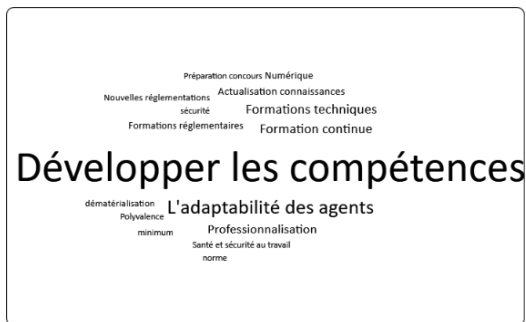 Préparation concours Numérique
Actualisation connaissances
Nouvelles réglementations
sécurité Formations techniques
Formations réglementaires Formation continue
Développer les compétences
dématérialisation L'adaptabilité des agents
Polyvalence
minimum Professionnalisation
Santé et sécurité au travail
norme